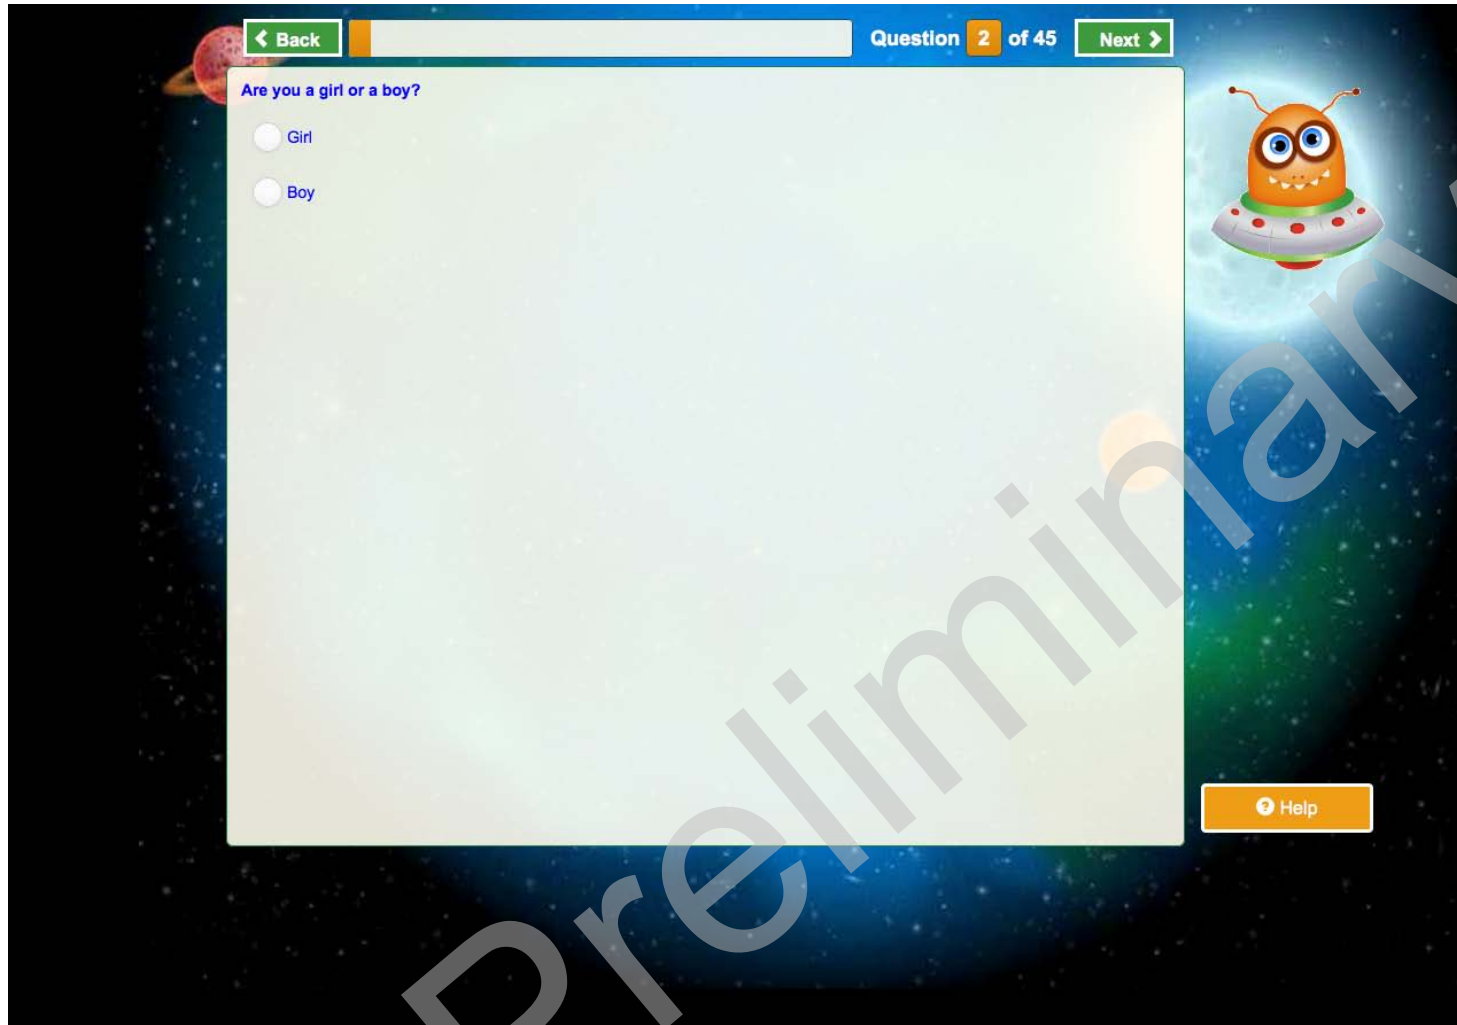 Back
Question 2 of 45
Next
Are you a girl or a boy?
Girl
Boy
Help
Preliminary